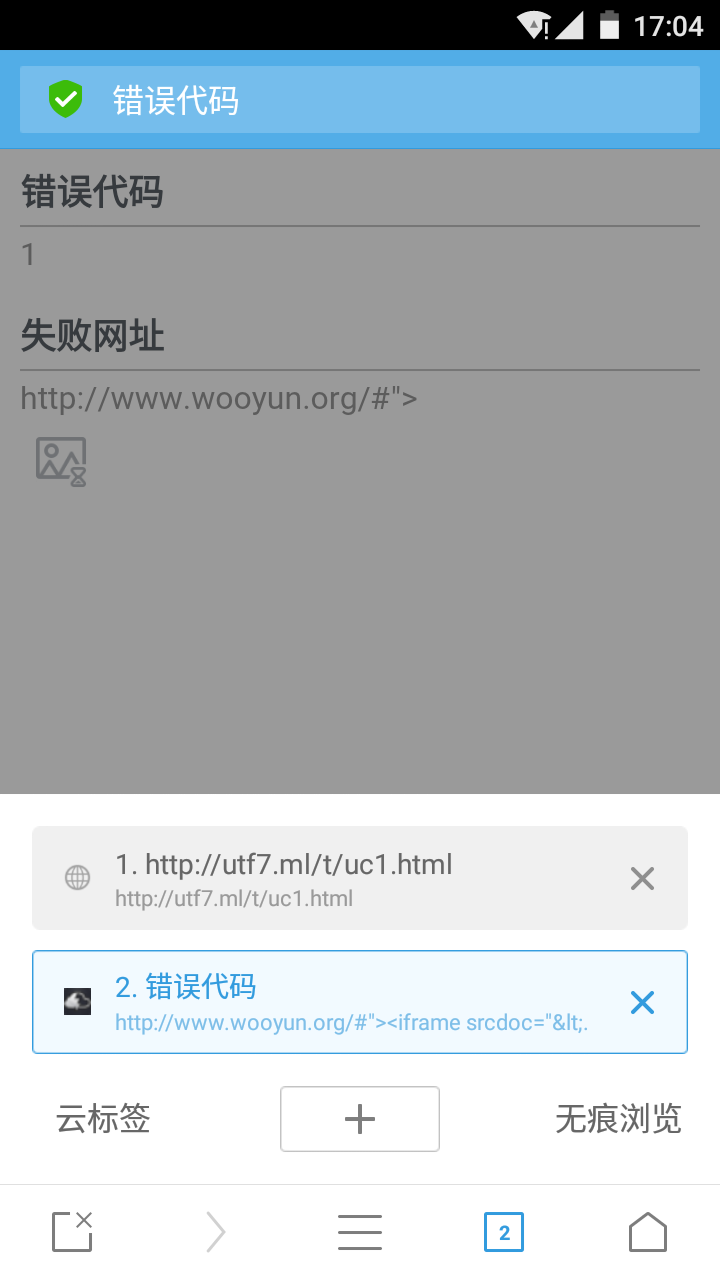 17:04
错误代码
错误代码
1
失败网址
http://www.wooyun.org/#">
1. http://utf7.ml/t/uc1.html
http://utf7.ml/t/uc1.html
2. 错误代码
http://www.wooyun.org/#"><iframe srcdoc="&lt;.
云标签
无痕浏览
2